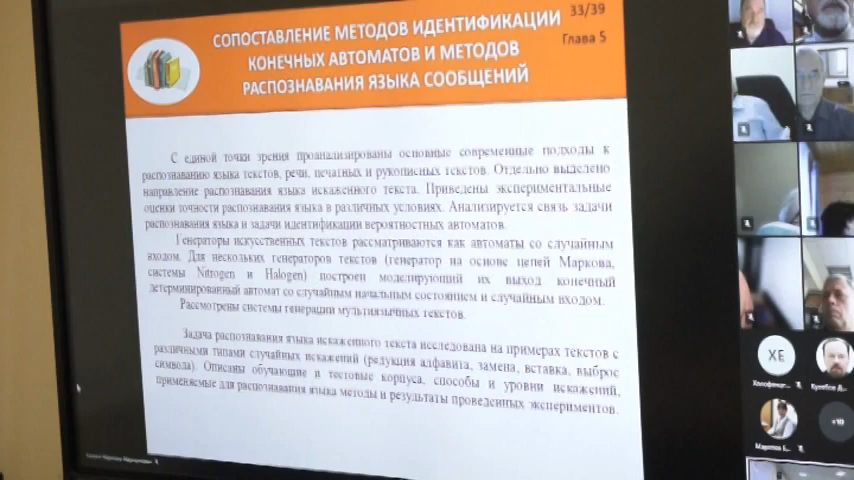 СОПОСТАВЛЕНИЕ МЕТОДОВ ИДЕНТИФИКАЦИИ
КОНЕЧНЫХ АВТОМАТОВ И МЕТОДОВ
РАСПОЗНАВАНИЯ ЯЗЫКА СООБЩЕНИЙ
33/39
Глава 5
С единой точки зрения проанализированы основные современные подходы к
распознаванию языка текстов, речи, печатных и рукописных текстов. Отдельно выделено
направление распознавания языка искаженного текста. Приведены экспериментальные
оценки точности распознавания языка в различных условиях. Анализируется связь задачи
распознавания языка и задачи идентификации вероятностных автоматов.
Генераторы искусственных текстов рассматриваются как автоматы со случайным
входом. Для нескольких генераторов текстов (генератор на основе цепей Маркова,
системы Nitrogen и Halogen) построен моделирующий их выход конечный
детерминированный автомат со случайным начальным состоянием и случайным входом.
Рассмотрены системы генерации мультиязычных текстов.
Задача распознавания языка искаженного текста исследована на примерах текстов с
различными типами случайных искажений (редукция алфавита, замена, вставка, выброс
символа). Описаны обучающие и тестовые корпуса, способы и уровни искажений,
применяемые для распознавания языка методы и результаты проведенных экспериментов.
XE
+10